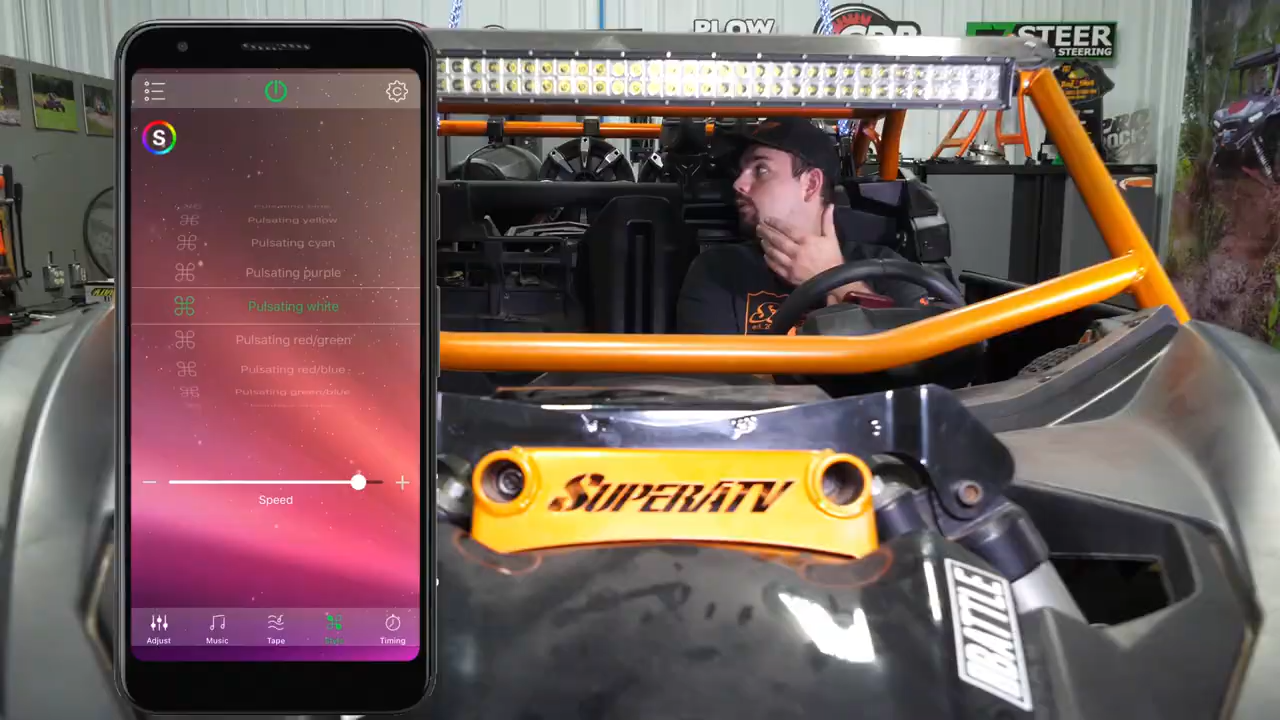 S
Pulsating yellow
Pulsating cyan
Pulsating purple
Pulsating white
Pulsating red/green
Pulsating red/blue
Pulsating green/blue
Speed
Adjust
Music
Tape
Timing
PLOW
STEER
STEERING
SUPERATV
UBATTLE